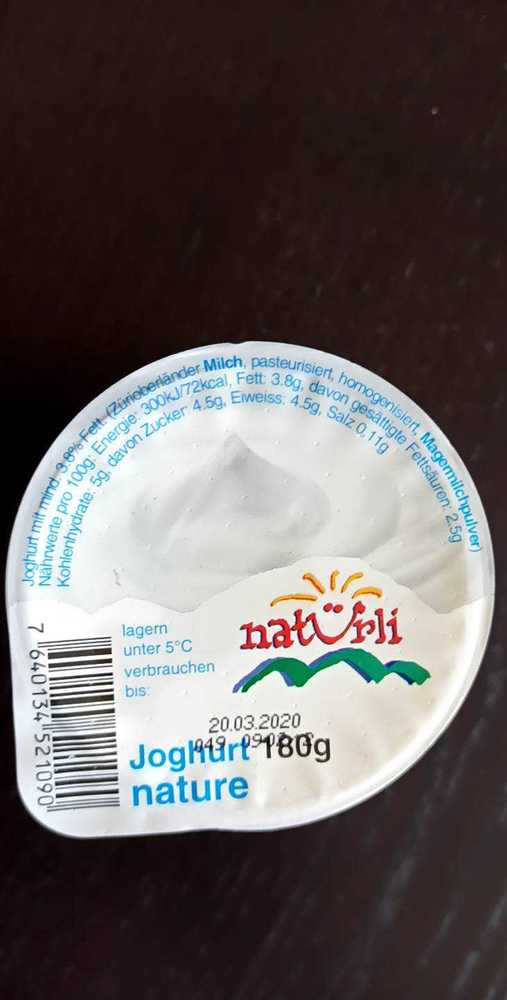 Joghurt mit mind. 3.8% Fett. (Zürioberländer Milch, pasteurisiert, homogenisiert, Magermilchpulver)
Nährwerte pro 100g: Energie: 300kJ/72kcal, Fett: 3.8g, davon gesättigte Fettsäuren: 2.5g
Kohlenhydrate: 5g, davon Zucker: 4.5g, Eiweiss: 4.5g, Salz 0.11g
natürli
lagern
unter 5°C
verbrauchen
bis:
20.03.2020
049
Joghurt 180g
nature
7 640134 521090